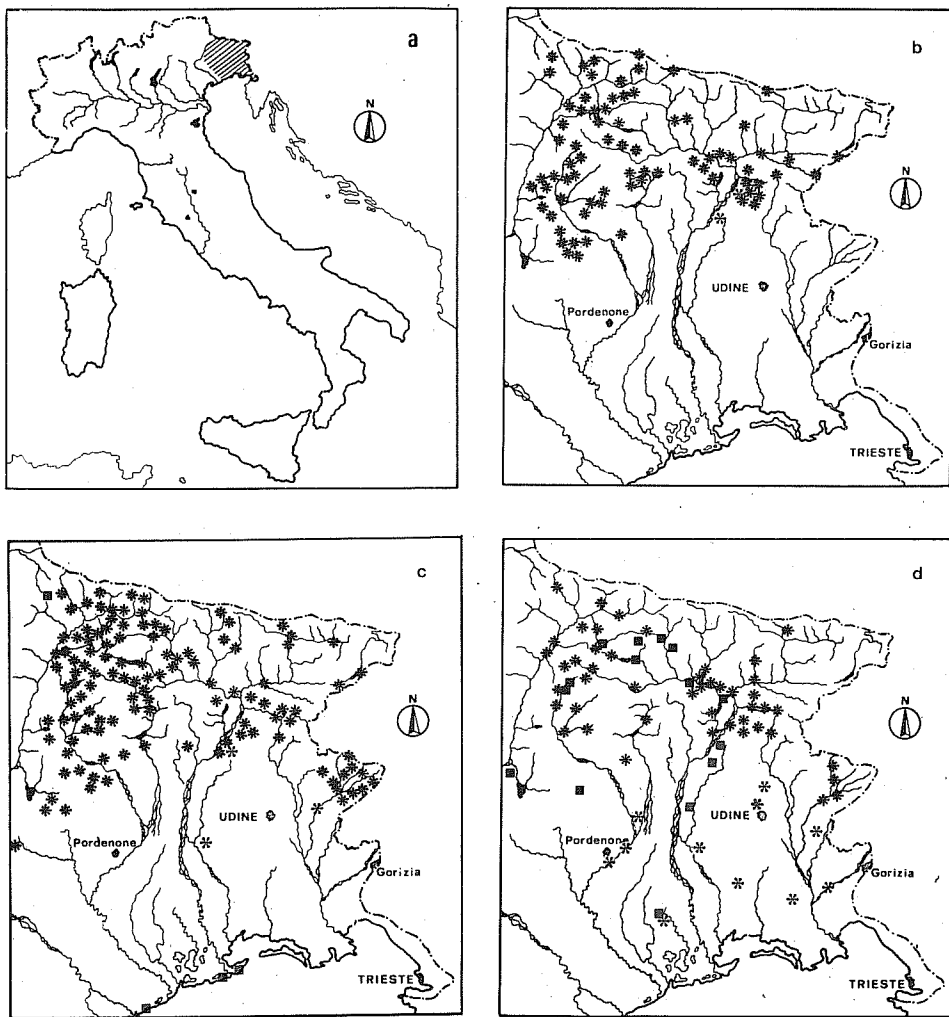 a
N
b
N
UDINE
Pordenone
Gorizia
TRIESTE
c
N
UDINE
Pordenone
Gorizia
TRIESTE
d
N
UDINE
Pordenone
Gorizia
TRIESTE